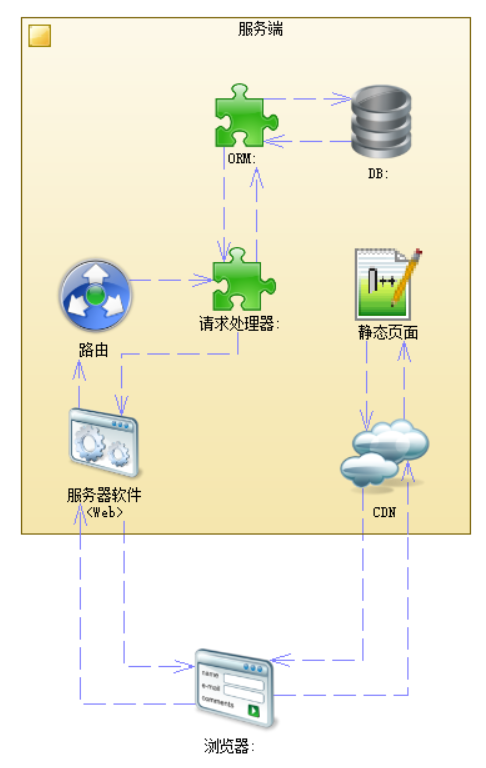 服务端
ORM:
DB:
路由
请求处理器:
静态页面
服务器软件
<Web>
CDN
name
e-mail
comments
浏览器: